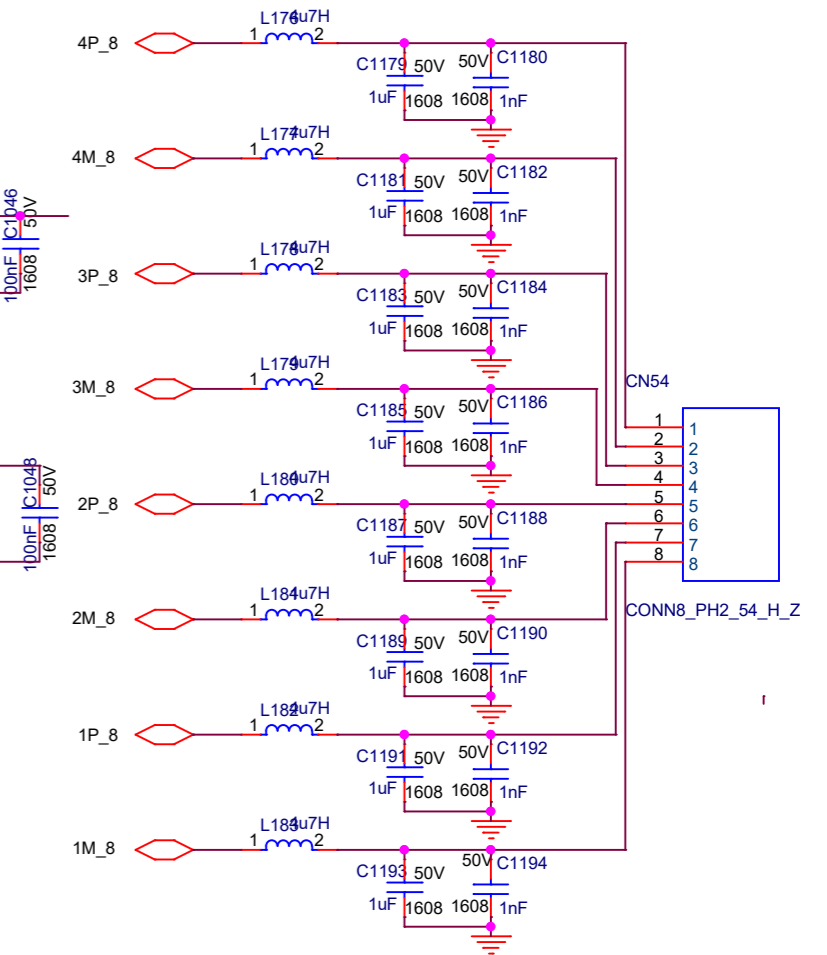 4P_8
1
L176
4u7H
2
C1179
50V
1uF
1608
50V
C1180
1608
1nF
4M_8
1
L177
4u7H
2
C1181
50V
1uF
1608
50V
C1182
1608
1nF
C1046
50V
100nF
1608
3P_8
1
L178
4u7H
2
C1183
50V
1uF
1608
50V
C1184
1608
1nF
3M_8
1
L179
4u7H
2
C1185
50V
1uF
1608
50V
C1186
1608
1nF
C1048
50V
100nF
1608
2P_8
1
L180
4u7H
2
C1187
50V
1uF
1608
50V
C1188
1608
1nF
2M_8
1
L181
4u7H
2
C1189
50V
1uF
1608
50V
C1190
1608
1nF
1P_8
1
L182
4u7H
2
C1191
50V
1uF
1608
50V
C1192
1608
1nF
1M_8
1
L183
4u7H
2
C1193
50V
1uF
1608
50V
C1194
1608
1nF
CN54
1 1
2 2
3 3
4 4
5 5
6 6
7 7
8 8
CONN8_PH2_54_H_Z